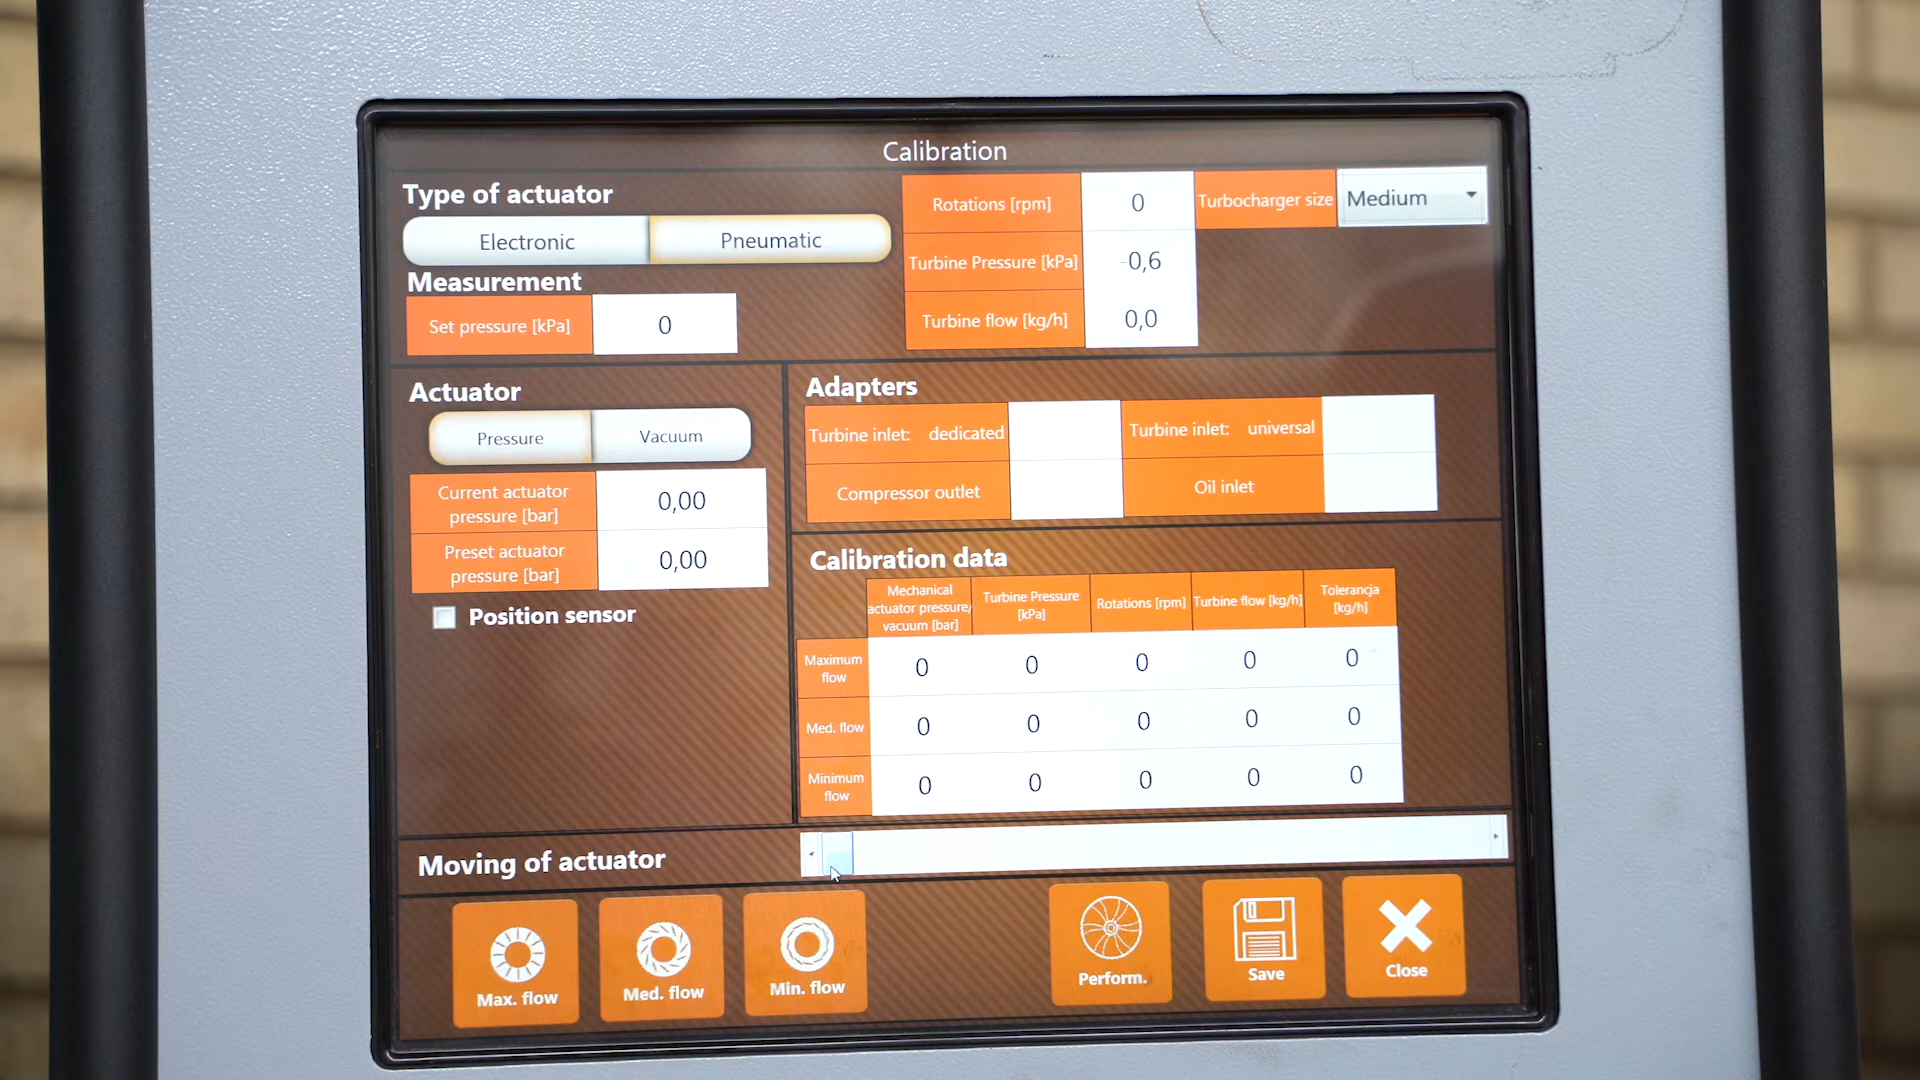 Calibration
Type of actuator
Electronic
Pneumatic
Measurement
Set pressure [kPa]
0
Rotations [rpm]
0
Turbocharger size
Medium
Turbine Pressure [kPa]
-0,6
Turbine flow [kg/h]
0,0
Actuator
Pressure
Vacuum
Current actuator
pressure [bar]
0,00
Preset actuator
pressure [bar]
0,00
Position sensor
Adapters
Turbine inlet: dedicated
Turbine inlet: universal
Compressor outlet
Oil inlet
Calibration data
Mechanical
actuator pressure/
vacuum [bar]
Turbine Pressure
[kPa]
Rotations [rpm]
Turbine flow [kg/h]
Tolerancja
[kg/h]
Maximum
flow
0 0 0 0 0
Med. flow
0 0 0 0 0
Minimum
flow
0 0 0 0 0
Moving of actuator
Max. flow
Med. flow
Min. flow
Perform.
Save
Close